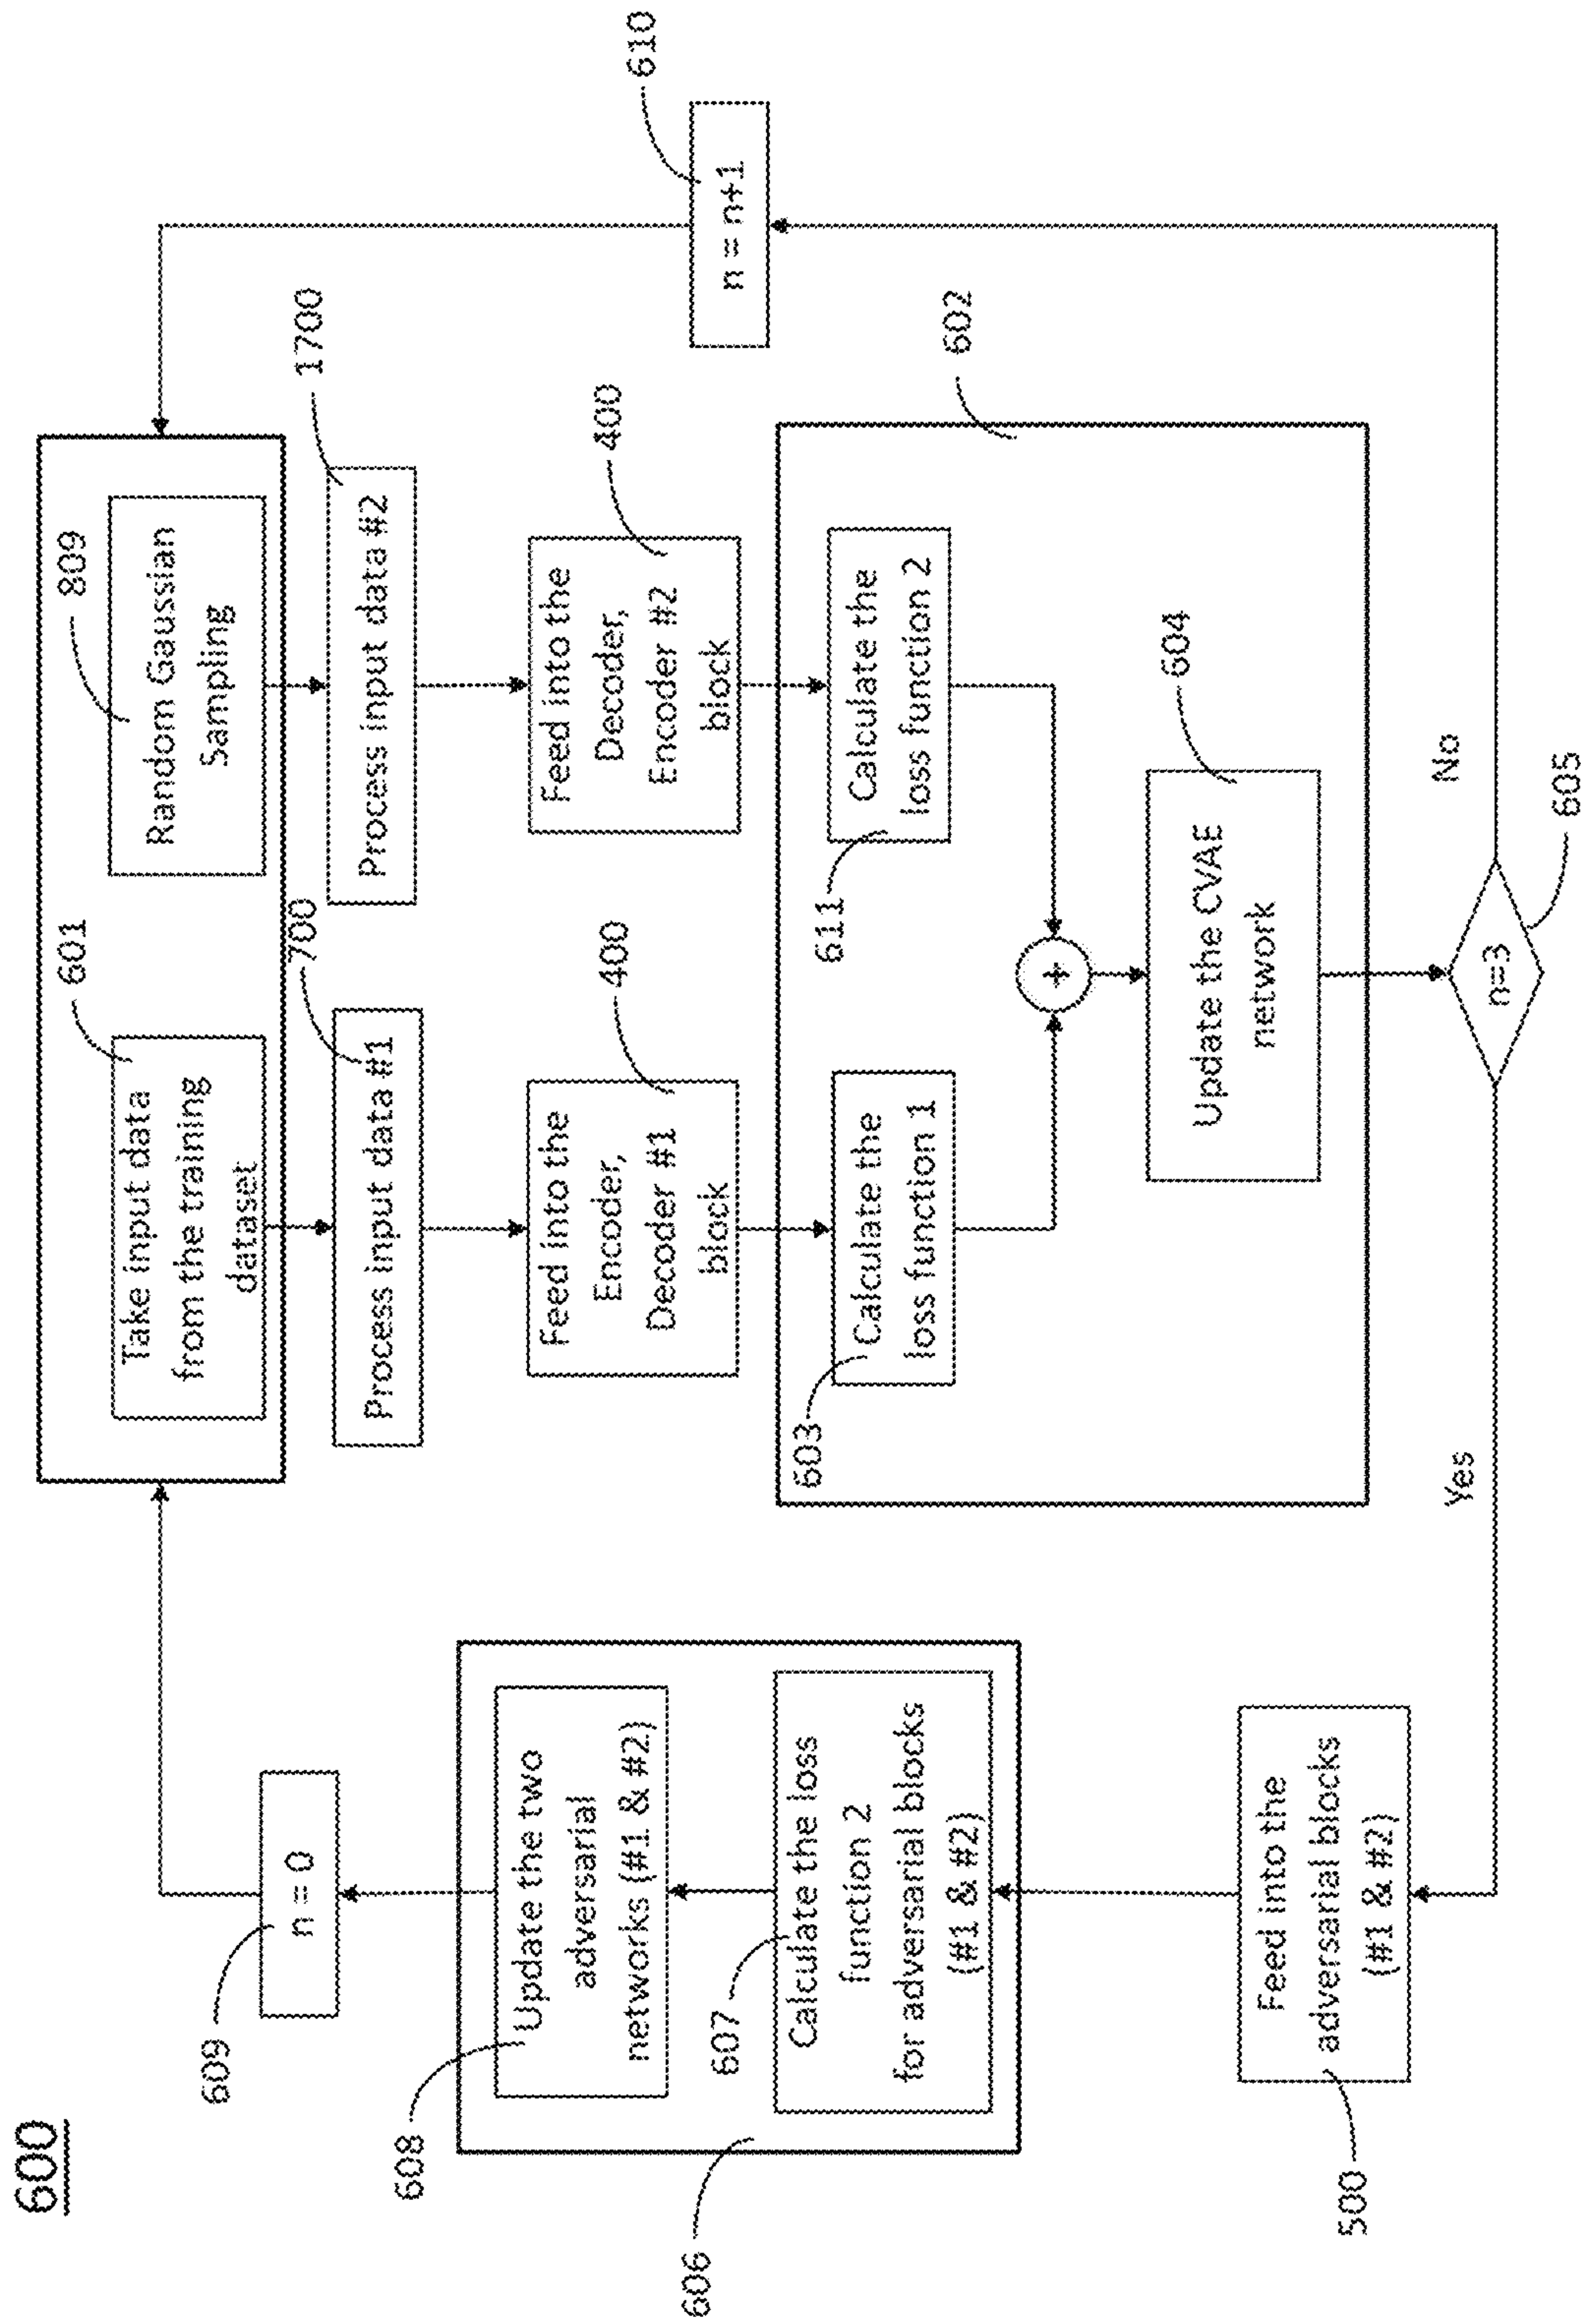 600
601
809
Take input data
from the training
dataset
Random Gaussian
Sampling
609
n = 0
700
Process input data #1
1700
Process input data #2
608
Update the two
adversarial
networks (#1 & #2)
400
Feed into the
Encoder,
Decoder #1
block
400
Feed into the
Decoder,
Encoder #2
block
610
n = n+1
606
607
Calculate the loss
function 2
for adversarial blocks
(#1 & #2)
603
Calculate the
loss function 1
611
Calculate the
loss function 2
602
+
604
Update the CVAE
network
500
Feed into the
adversarial blocks
(#1 & #2)
Yes
No
n=3
605